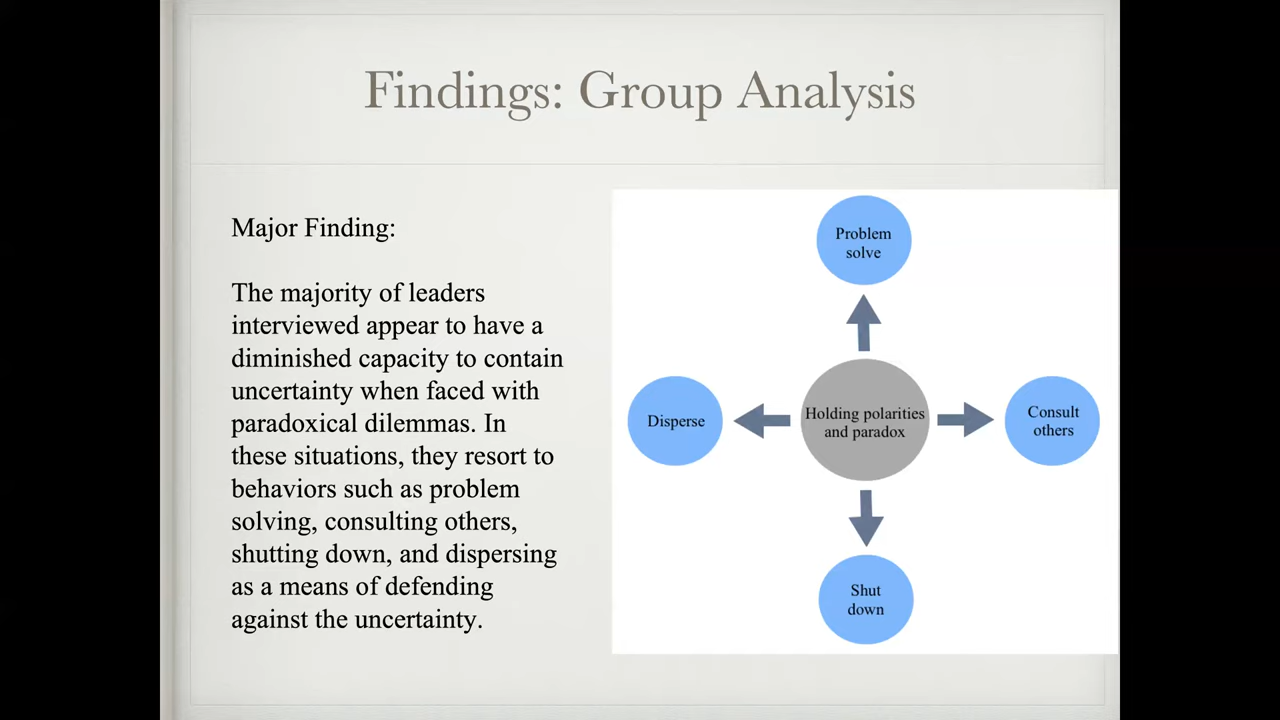 Findings: Group Analysis
Major Finding:
The majority of leaders
interviewed appear to have a
diminished capacity to contain
uncertainty when faced with
paradoxical dilemmas. In
these situations, they resort to
behaviors such as problem
solving, consulting others,
shutting down, and dispersing
as a means of defending
against the uncertainty.
Problem
solve
Disperse
Holding polarities
and paradox
Consult
others
Shut
down